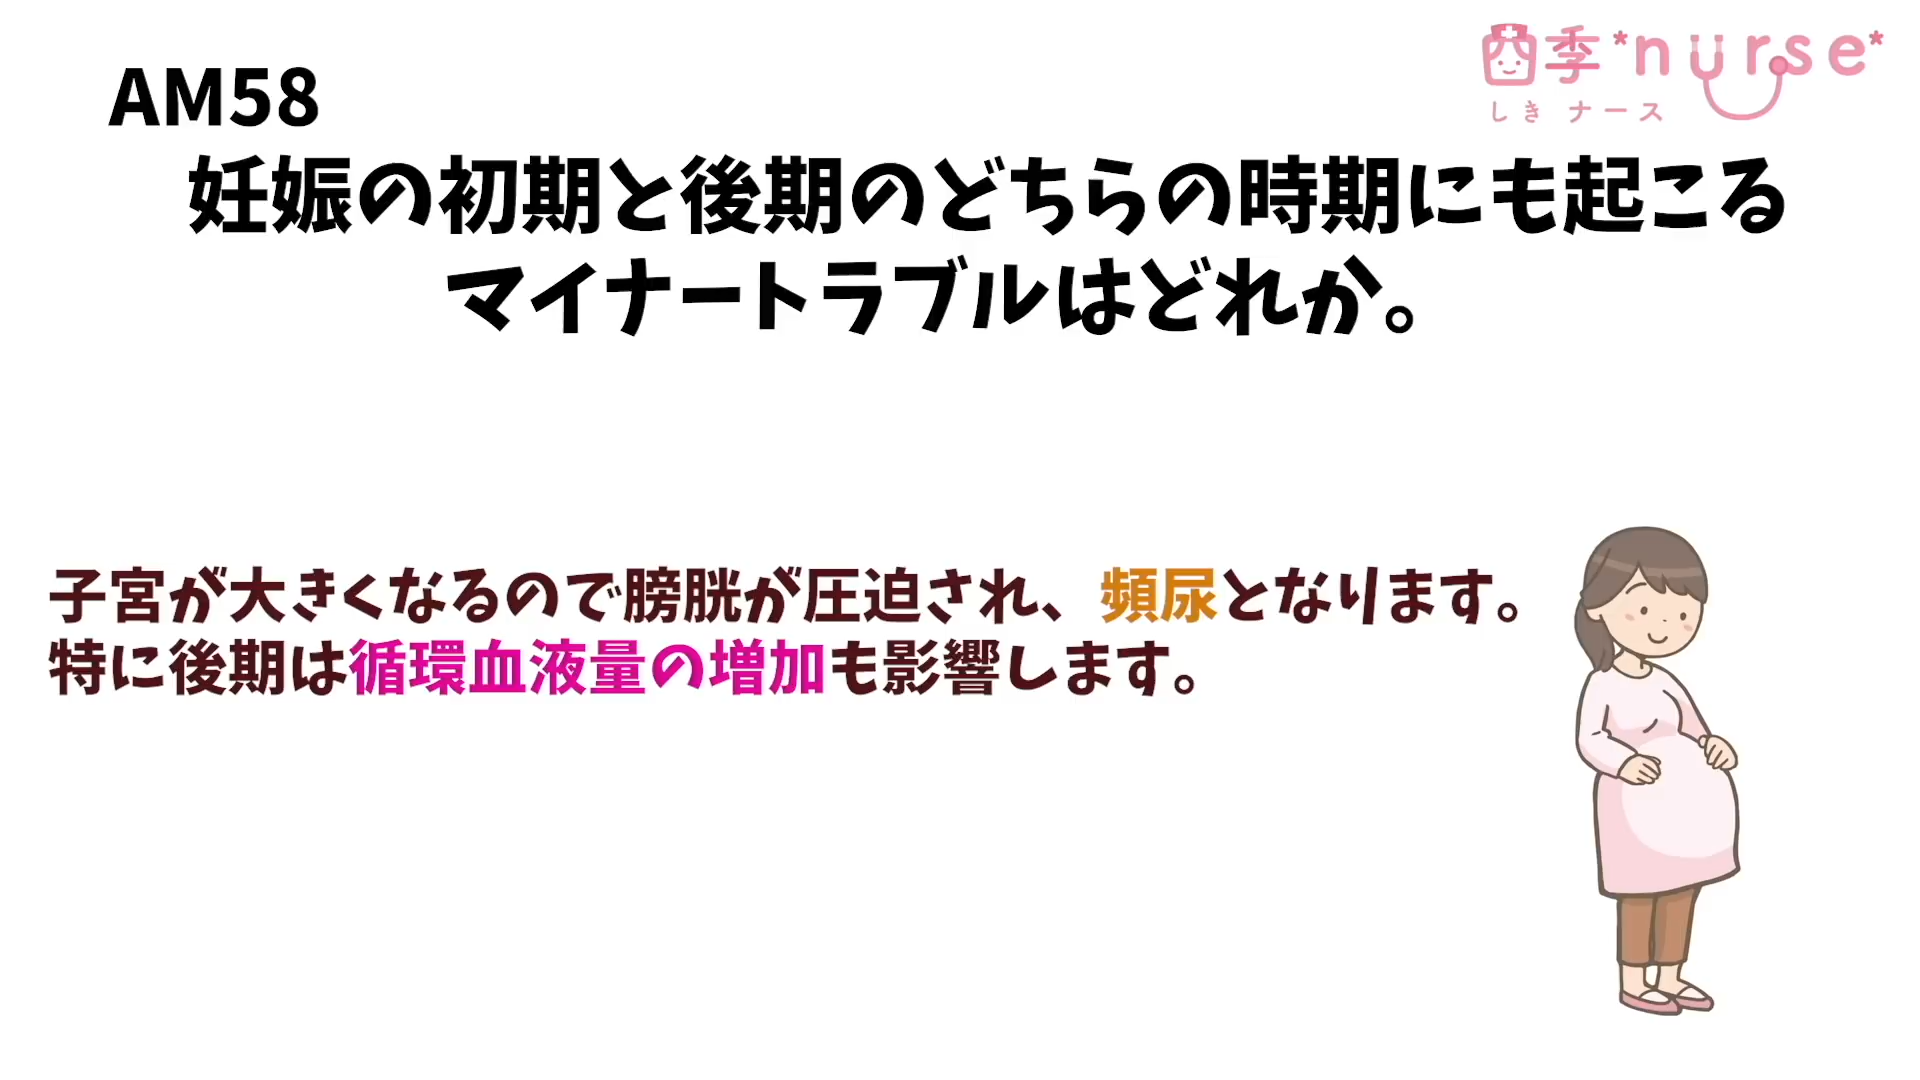 四季*nurse*
しき ナース
AM58
妊娠の初期と後期のどちらの時期にも起こる
マイナートラブルはどれか。
子宮が大きくなるので膀胱が圧迫され、頻尿となります。
特に後期は循環血液量の増加も影響します。